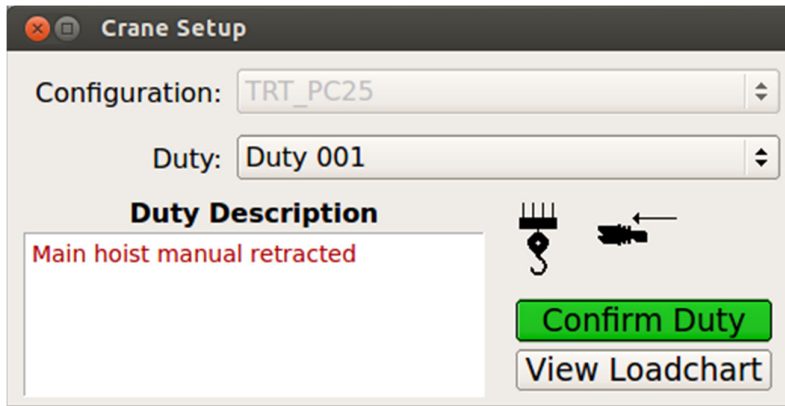 Crane Setup
Configuration: TRT_PC25
Duty: Duty 001
Duty Description
Main hoist manual retracted
Confirm Duty
View Loadchart